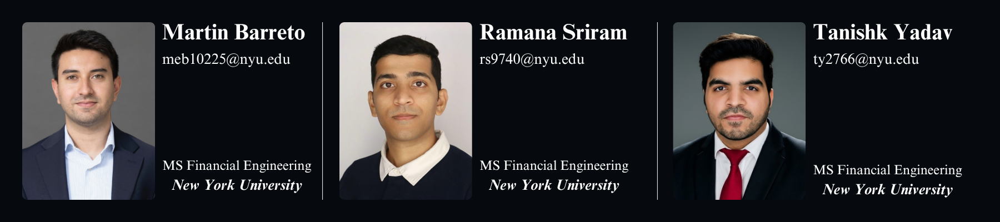 Martin Barreto
meb10225@nyu.edu
MS Financial Engineering
New York University
Ramana Sriram
rs9740@nyu.edu
MS Financial Engineering
New York University
Tanishk Yadav
ty2766@nyu.edu
MS Financial Engineering
New York University